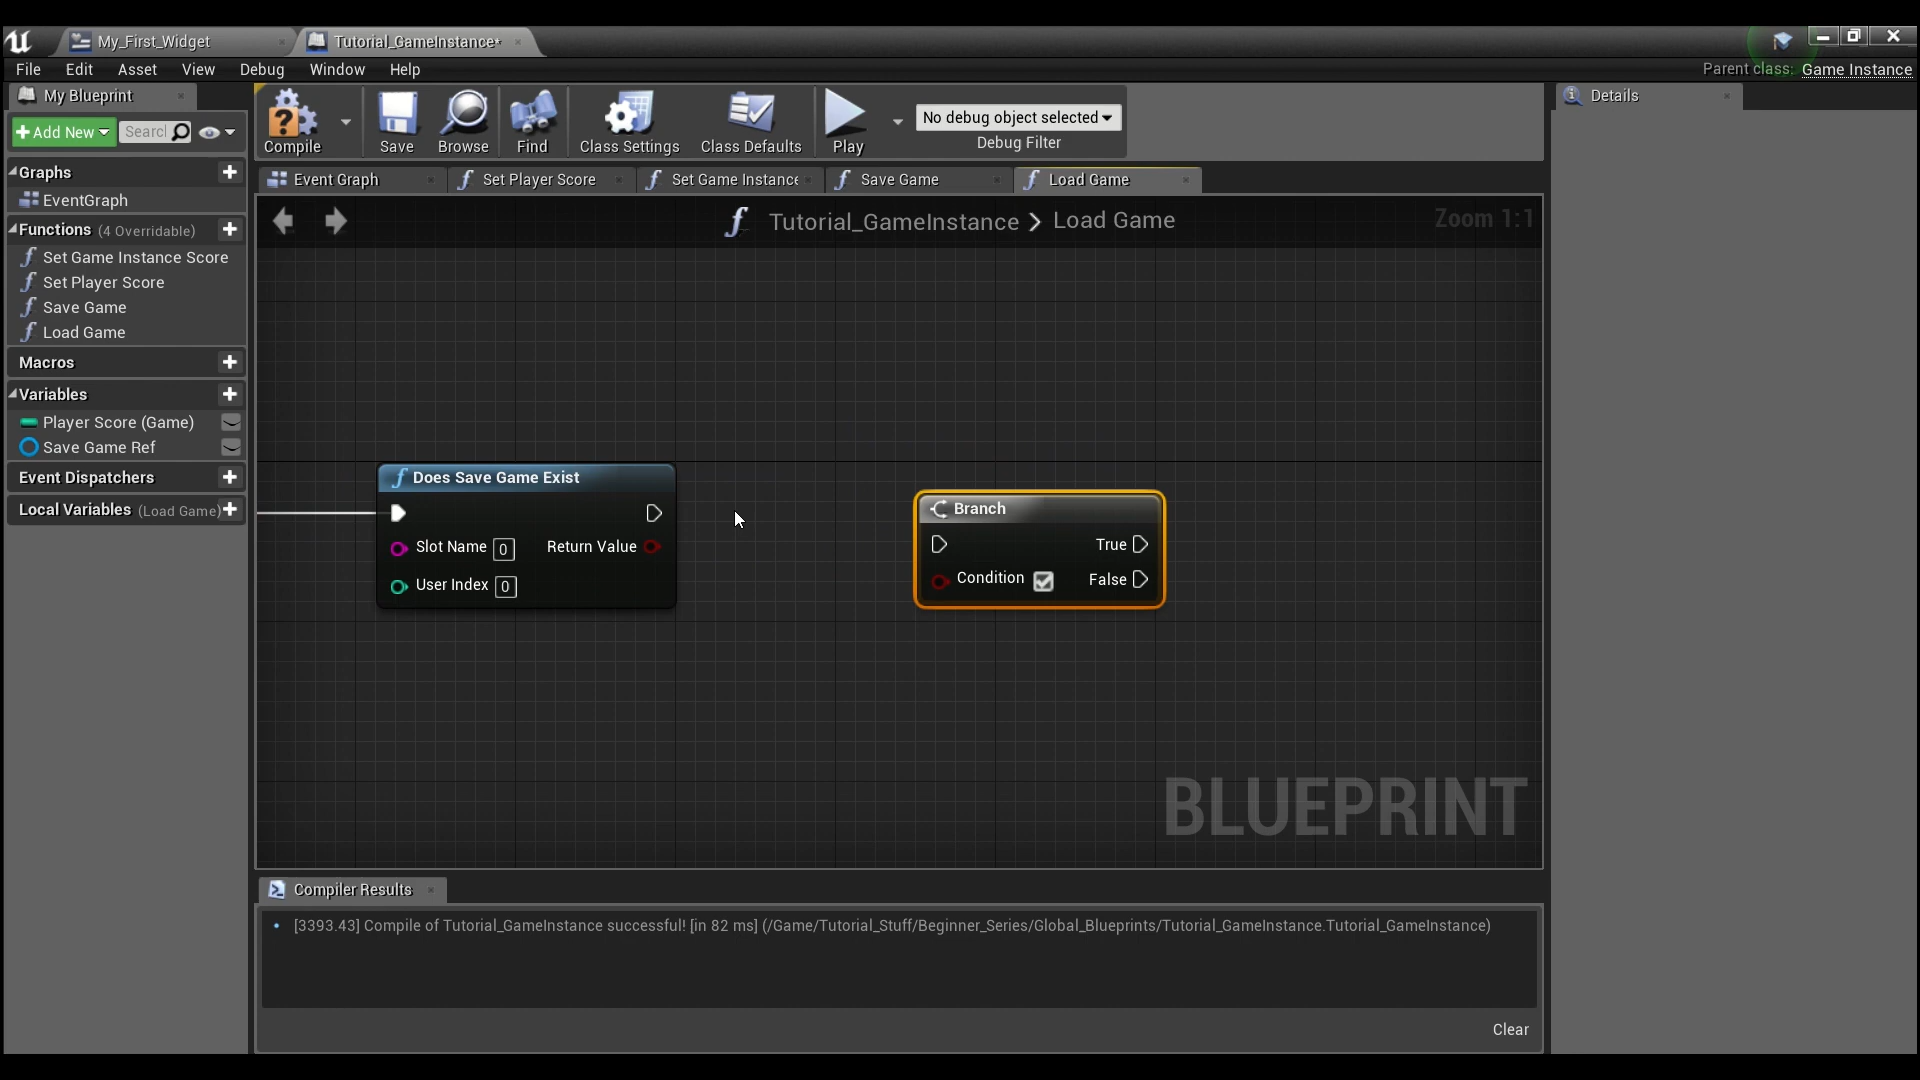 My_First_Widget
Tutorial_GameInstance*
File Edit Asset View Debug Window Help
Parent class: Game Instance
My Blueprint
Details
Add New
Search
Compile
Save
Browse
Find
Class Settings
Class Defaults
Play
No debug object selected
Debug Filter
Graphs
EventGraph
Functions (4 Overridable)
Set Game Instance Score
Set Player Score
Save Game
Load Game
Macros
Variables
Player Score (Game)
Save Game Ref
Event Dispatchers
Local Variables (Load Game)
Event Graph
Set Player Score
Set Game Instance
Save Game
Load Game
Tutorial_GameInstance > Load Game
Zoom 1:1
Does Save Game Exist
Slot Name 0 Return Value
User Index 0
Branch
True
Condition False
BLUEPRINT
Compiler Results
[3393.43] Compile of Tutorial_GameInstance successful! [in 82 ms] (/Game/Tutorial_Stuff/Beginner_Series/Global_Blueprints/Tutorial_GameInstance.Tutorial_GameInstance)
Clear